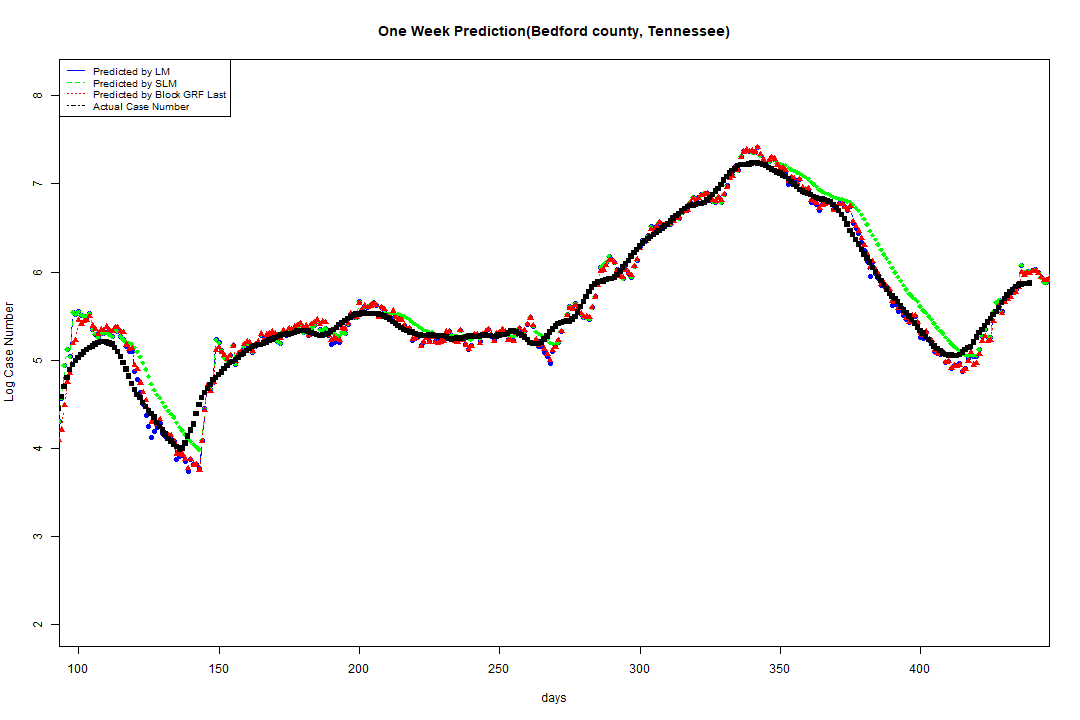 One Week Prediction(Bedford county, Tennessee)
Predicted by LM
Predicted by SLM
Predicted by Block GRF Last
Actual Case Number
8
7
6
5
4
3
2
Log Case Number
100 150 200 250 300 350 400
days